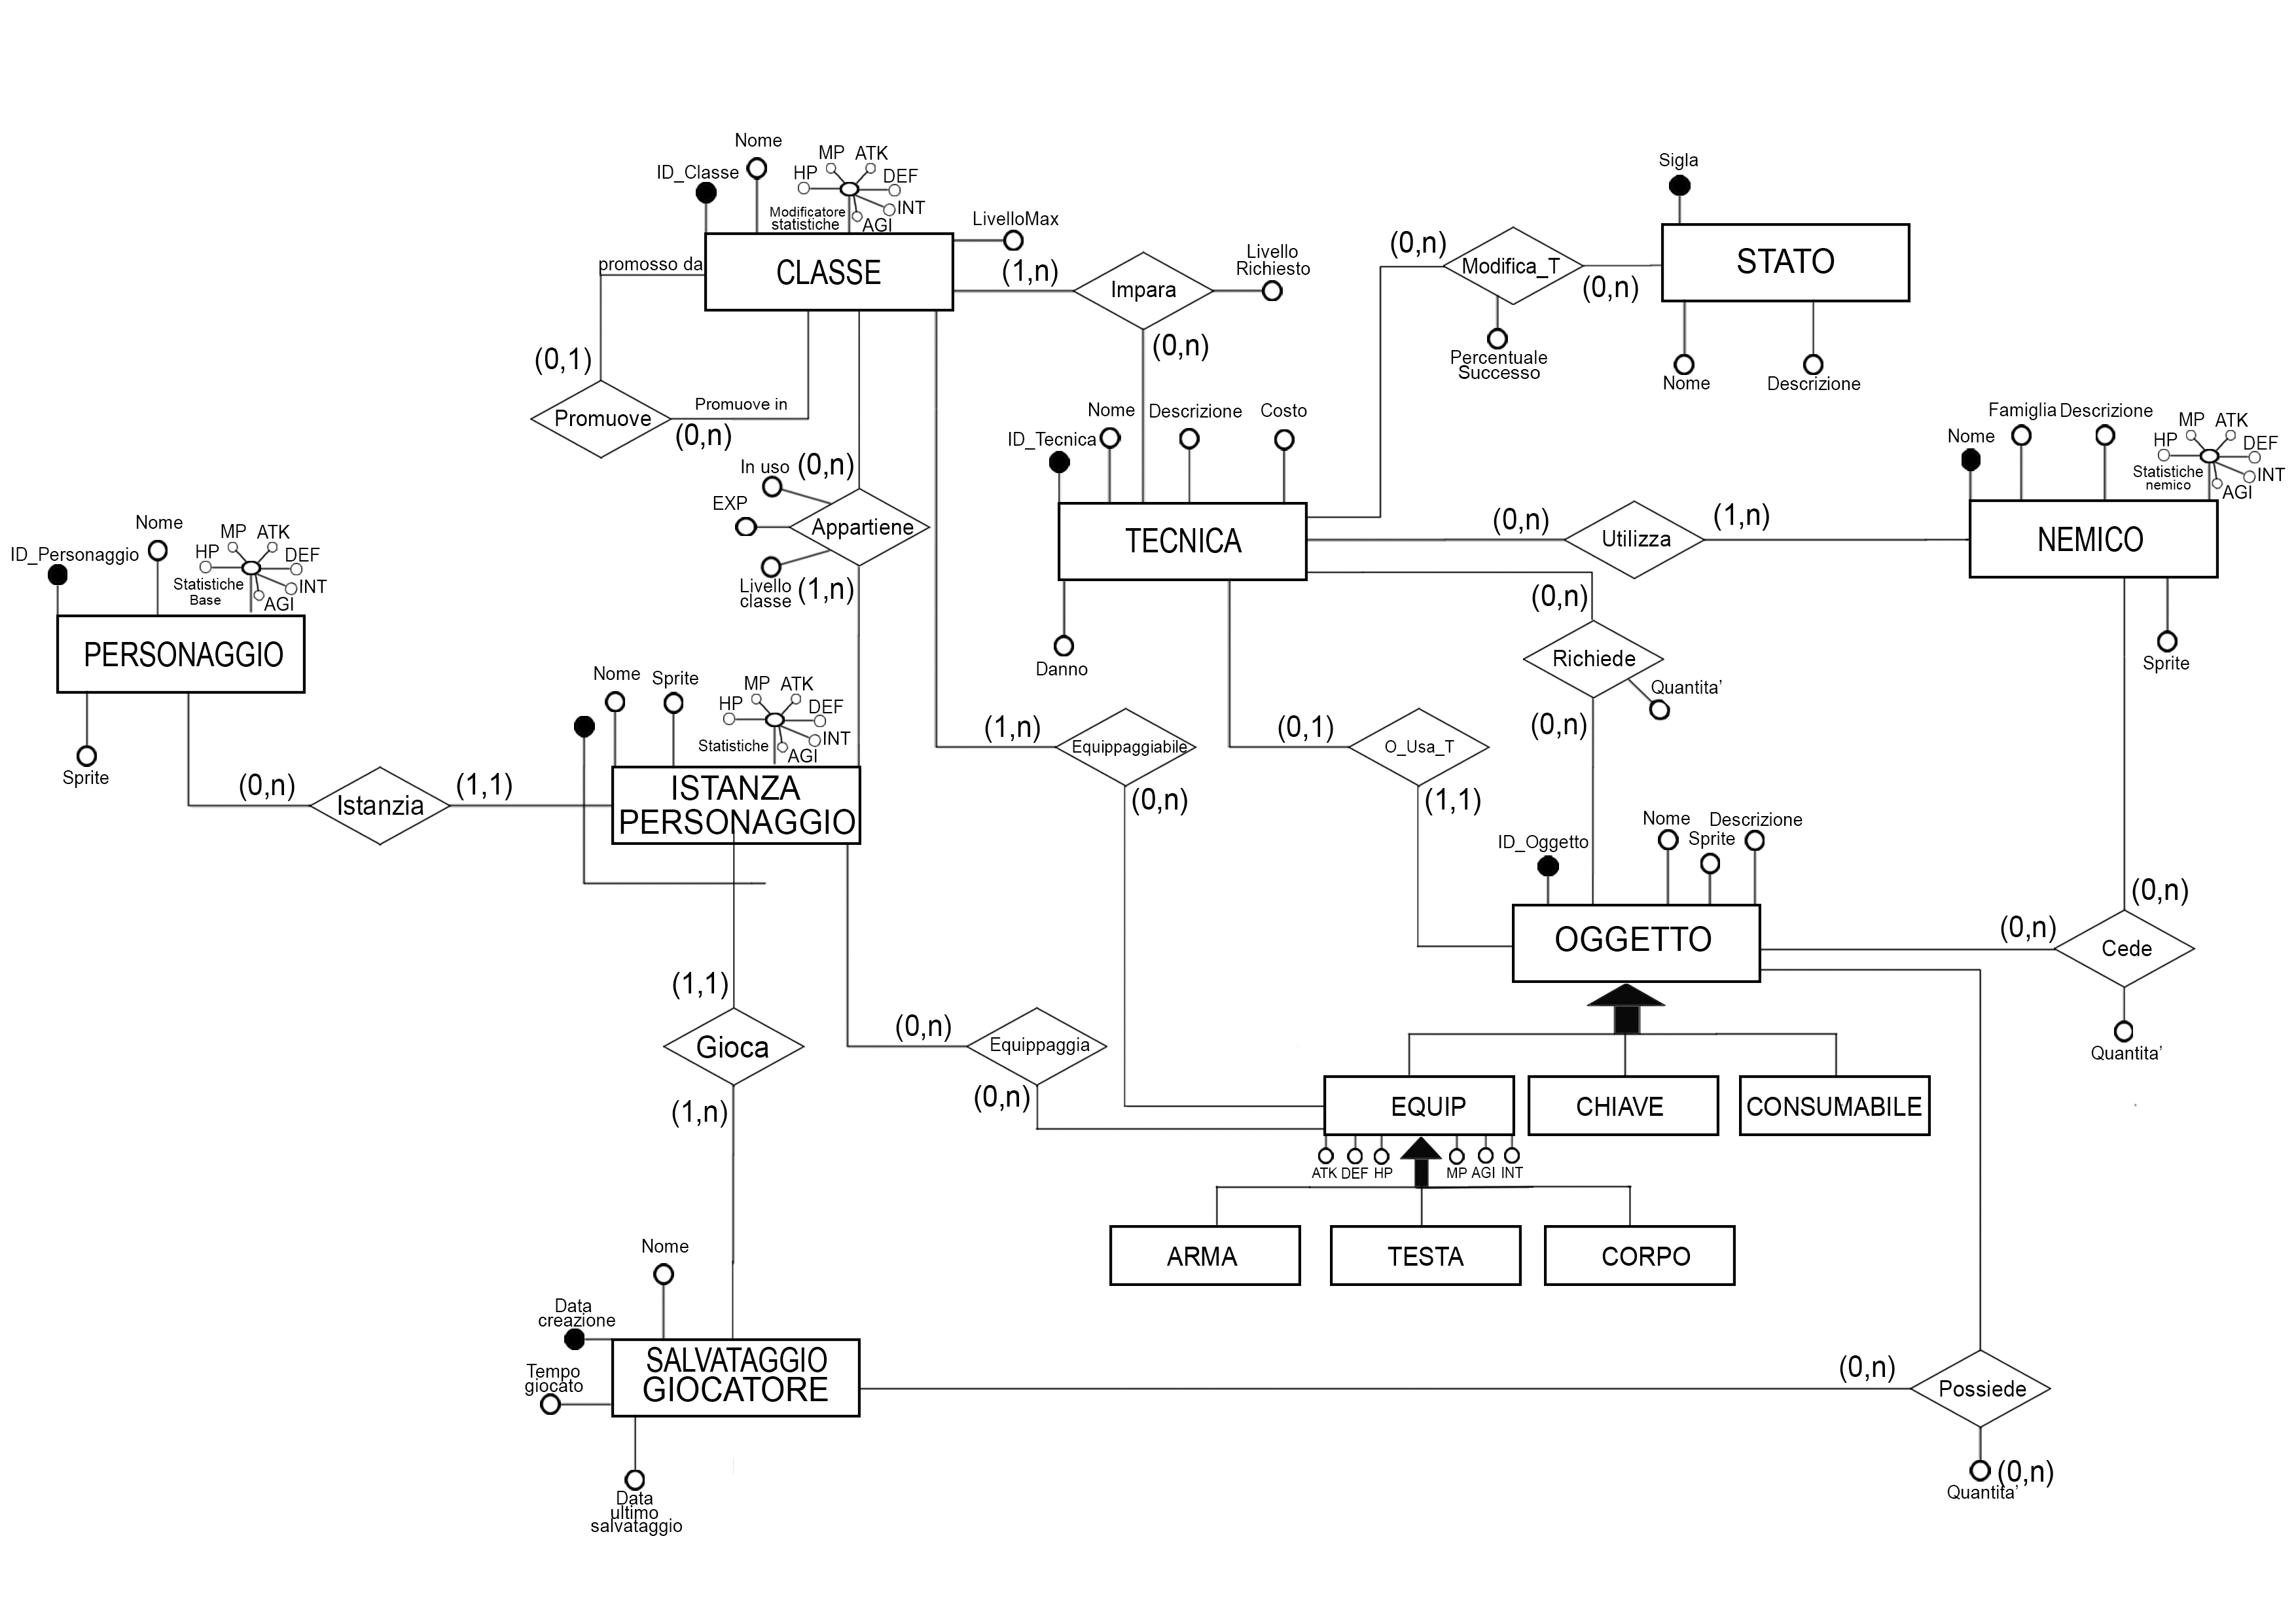 Nome
ID_Classe
MP ATK
HP
DEF
INT
AGI
Modificatore
statistiche
LivelloMax
promosso da
CLASSE
(1,n)
Impara
Livello
Richiesto
(0,n)
(0,1)
Promuove
Promuove in
(0,n)
Sigla
STATO
Nome
Descrizione
(0,n)
Modifica_T
(0,n)
Percentuale
Successo
In uso
(0,n)
EXP
Appartiene
Livello
classe
(1,n)
ID_Tecnica
Nome
Descrizione
Costo
TECNICA
Danno
(0,n)
Utilizza
(1,n)
Nome
Famiglia
Descrizione
MP ATK
HP
DEF
INT
AGI
Statistiche
nemico
NEMICO
Sprite
ID_Personaggio
Nome
MP ATK
HP
DEF
INT
AGI
Statistiche
Base
PERSONAGGIO
Sprite
(0,n)
Istanzia
(1,1)
Nome
Sprite
MP ATK
HP
DEF
INT
AGI
Statistiche
ISTANZA
PERSONAGGIO
(1,n)
Equippaggiabile
(0,n)
(0,1)
O_Usa_T
(1,1)
(0,n)
Richiede
Quantita’
(0,n)
ID_Oggetto
Nome
Sprite
Descrizione
OGGETTO
(0,n)
(0,n)
Cede
Quantita’
(1,1)
Gioca
(1,n)
(0,n)
Equippaggia
(0,n)
EQUIP
CHIAVE
CONSUMABILE
ATK DEF HP MP AGI INT
ARMA
TESTA
CORPO
Nome
Data
creazione
Tempo
giocato
SALVATAGGIO
GIOCATORE
Data
ultimo
salvataggio
(0,n)
Possiede
(0,n)
Quantita’